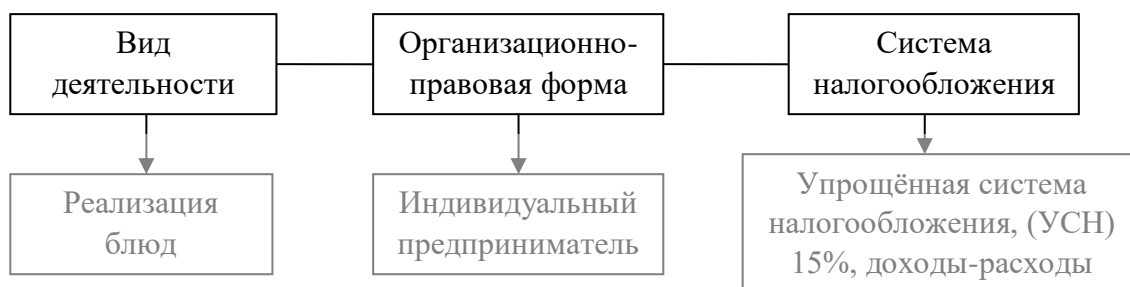 Вид
деятельности
Организационно-
правовая форма
Система
налогообложения
Реализация
блюд
Индивидуальный
предприниматель
Упрощённая система
налогообложения, (УСН)
15%, доходы-расходы